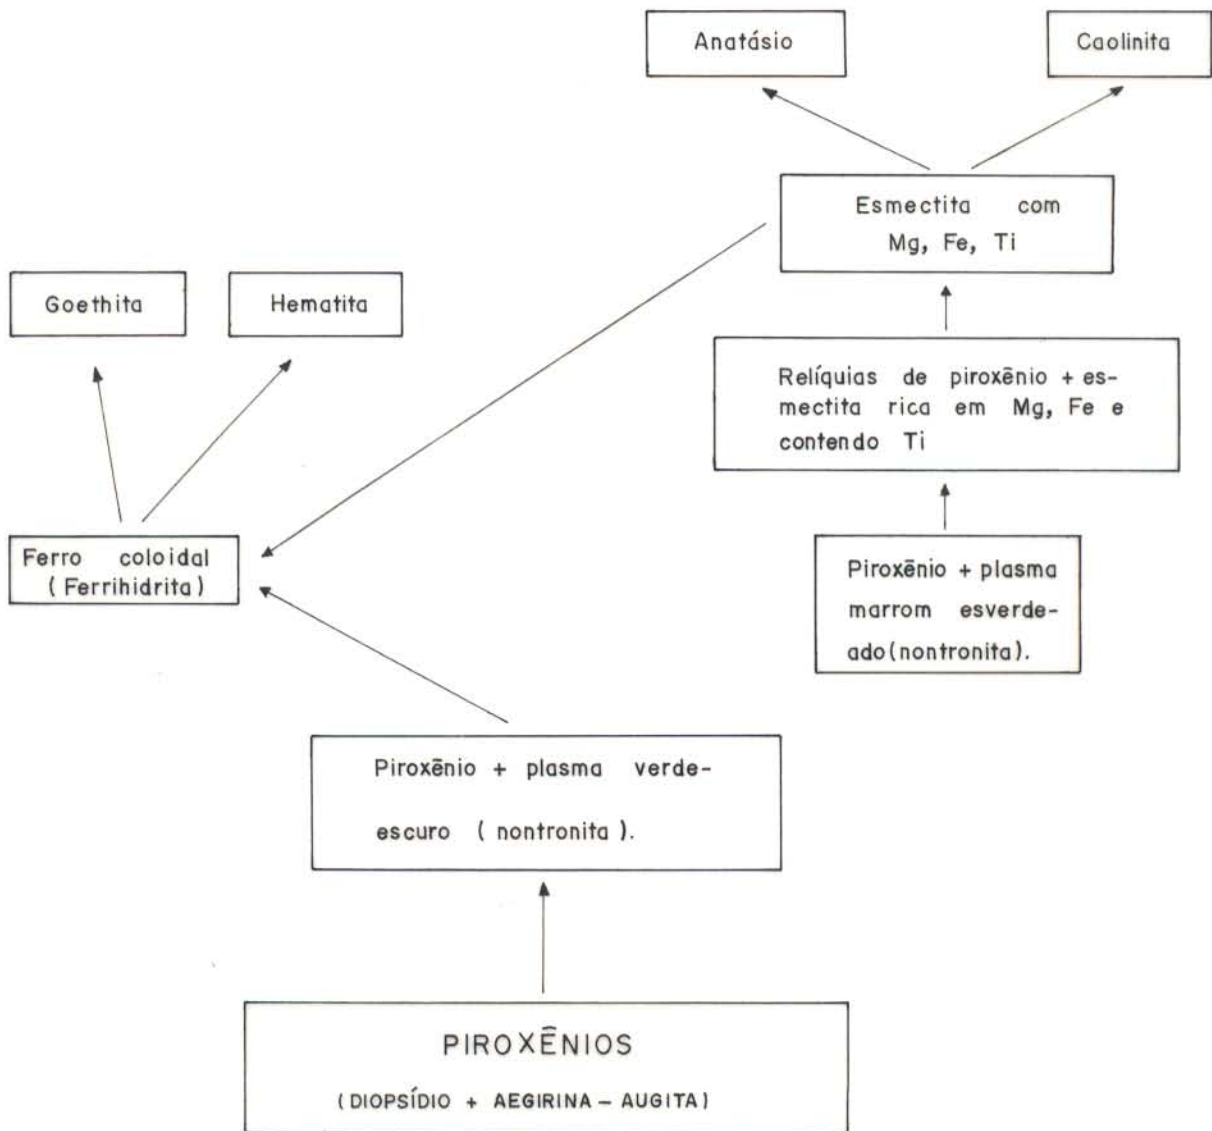 Anatásio
Caolinita
Esmectita com
Mg, Fe, Ti
Goethita
Hematita
Relíquias de piroxênio + es-
mectita rica em Mg, Fe e
contendo Ti
Ferro coloidal
(Ferrihidrita)
Piroxênio + plasma
marrom esverde-
ado(nontronita).
Piroxênio + plasma verde-
escuro (nontronita).
PIROXÊNIOS
(DIOPSÍDIO + AEGIRINA – AUGITA)